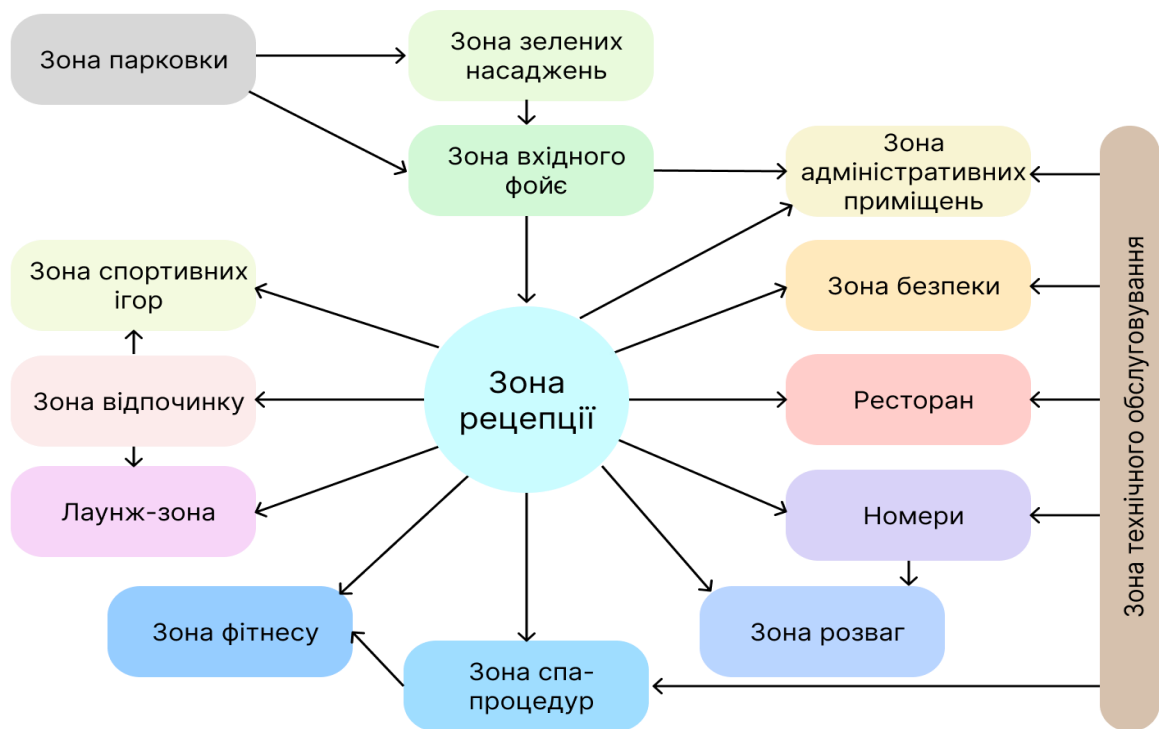 Зона парковки
Зона зелених
насаджень
Зона вхідного
фойє
Зона
адміністративних
приміщень
Зона спортивних
ігор
Зона безпеки
Зона
рецепції
Зона відпочинку
Ресторан
Лаунж-зона
Номери
Зона фітнесу
Зона спа-
процедур
Зона розваг
Зона технічного обслуговування